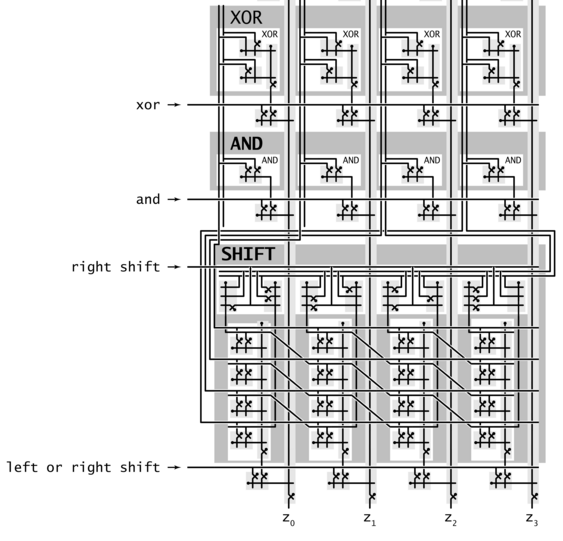 XOR
XOR XOR XOR XOR
xor →
AND
AND AND AND AND
and →
SHIFT
right shift →
left or right shift →
z0 z1 z2 z3